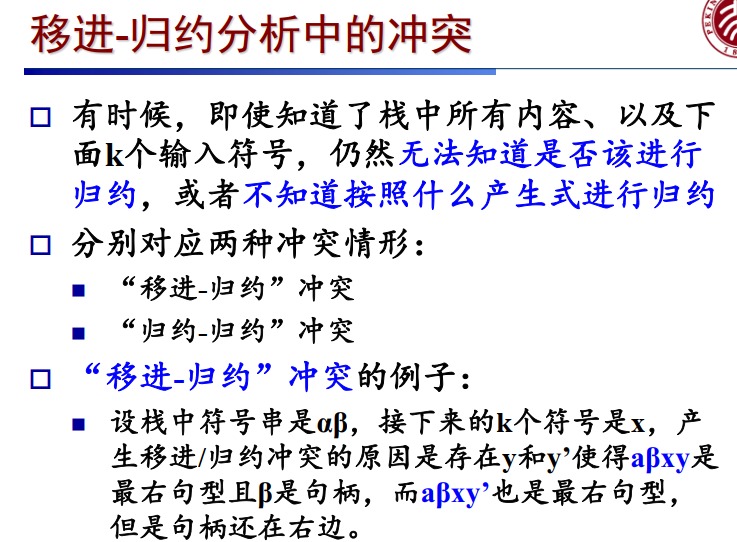 移进-归约分析中的冲突
有时候，即使知道了栈中所有内容、以及下
面k个输入符号，仍然无法知道是否该进行
归约，或者不知道按照什么产生式进行归约
分别对应两种冲突情形：
“移进-归约”冲突
“归约-归约”冲突
“移进-归约”冲突的例子：
设栈中符号串是αβ，接下来的k个符号是x，产
生移进/归约冲突的原因是存在y和y’使得aβxy是
最右句型且β是句柄，而aβxy’也是最右句型，
但是句柄还在右边。